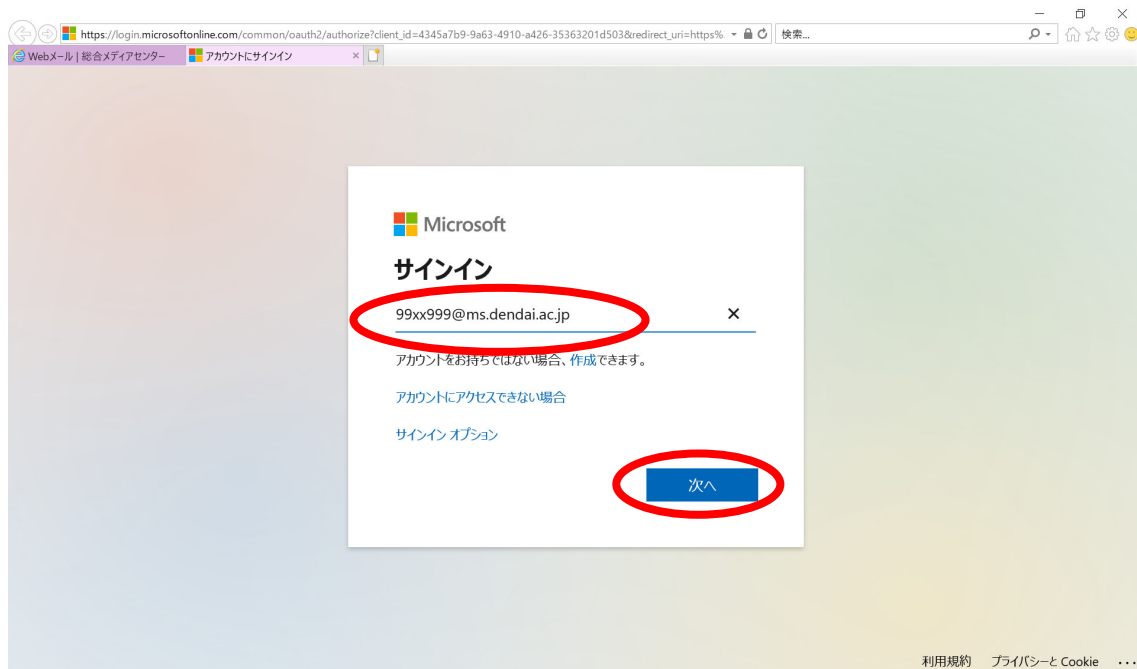 https://login.microsoftonline.com/common/oauth2/authorize?client_id=4345a7b9-9a63-4910-a426-35363201d503&redirect_uri=https%.
検索...
Webメール | 総合メディアセンター
アカウントにサインイン
Microsoft
サインイン
99xx999@ms.dendai.ac.jp
アカウントをお持ちではない場合、作成できます。
アカウントにアクセスできない場合
サインイン オプション
次へ
利用規約 プライバシーと Cookie ...